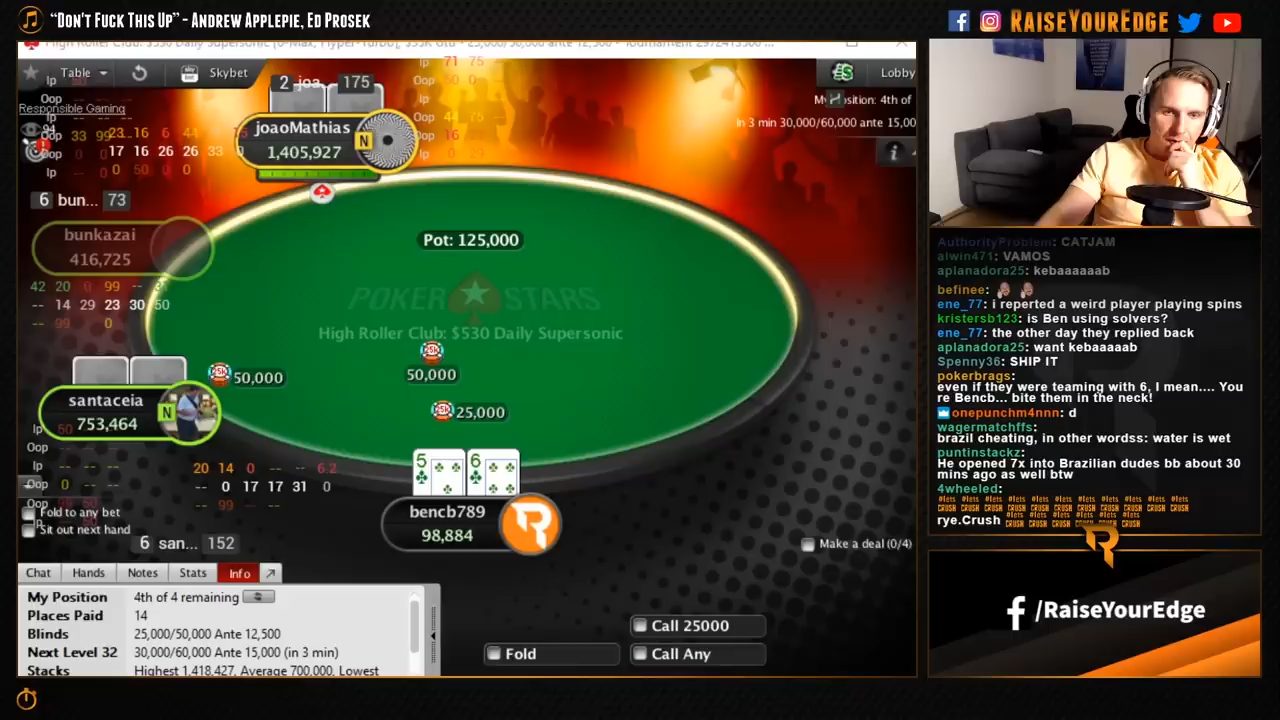 "Don't Fuck This Up" - Andrew Applepie, Ed Prosek
RaiseYourEdge
Table
Skybet
Lobby
Responsible Gaming
2 joa... 175
joaoMathias
N
1,405,927
4th of
in 3 min 30,000/60,000 ante 15,00
6 bun... 73
bunkazai
416,725
Pot: 125,000
POKER STARS
High Roller Club: $530 Daily Supersonic
50,000
50,000
25,000
santaceia
N
753,464
5 6
bencb789
98,884
Fold to any bet
Sit out next hand
6 san... 152
Make a deal (0/4)
Chat Hands Notes Stats Info
My Position 4th of 4 remaining
Places Paid 14
Blinds 25,000/50,000 Ante 12,500
Next Level 32 30,000/60,000 Ante 15,000 (in 3 min)
Stacks Highest 1,418,427, Average 700,000, Lowest
Call 25000
Fold
Call Any
AuthorityProblem: CATJAM
alwin471: VAMOS
aplanadora25: kebaaaaaab
befinee:
ene_77: i reperted a weird player playing spins
kristersb123: is Ben using solvers?
ene_77: the other day they replied back
aplanadora25: want kebaaaaab
Spenny36: SHIP IT
pokerbrags:
even if they were teaming with 6, I mean.... You
re Bencb... bite them in the neck!
onepunchm4nnn: d
wagermatchffs:
brazil cheating, in other wordss: water is wet
puntinstackz:
He opened 7x into Brazilian dudes bb about 30
mins ago as well btw
4wheeled:
rye.Crush
/RaiseYourEdge